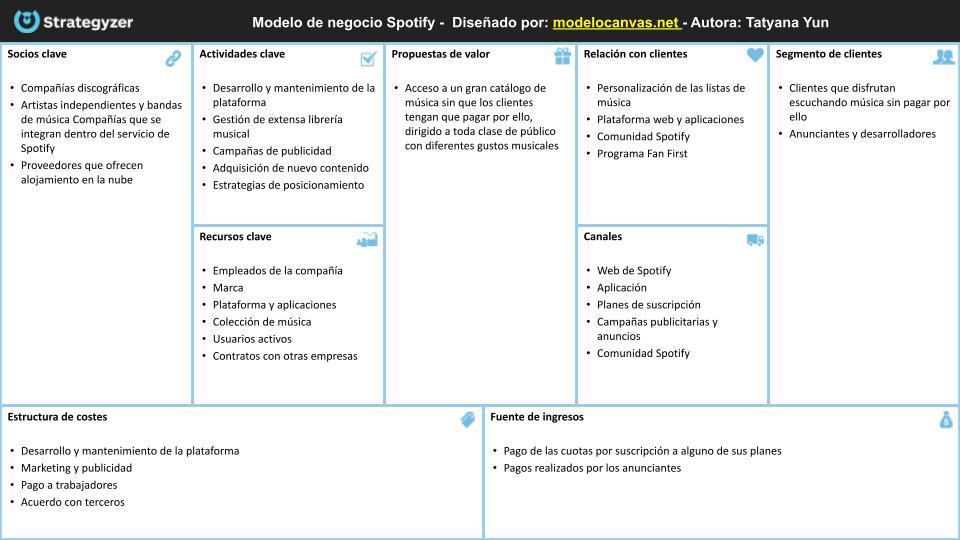 Strategyzer
Modelo de negocio Spotify - Diseñado por: modelocanvas.net - Autora: Tatyana Yun
Socios clave
• Compañías discográficas
• Artistas independientes y bandas
de música Compañías que se
integran dentro del servicio de
Spotify
• Proveedores que ofrecen
alojamiento en la nube
Actividades clave
• Desarrollo y mantenimiento de la
plataforma
• Gestión de extensa librería
musical
• Campañas de publicidad
• Adquisición de nuevo contenido
• Estrategias de posicionamiento
Recursos clave
• Empleados de la compañía
• Marca
• Plataforma y aplicaciones
• Colección de música
• Usuarios activos
• Contratos con otras empresas
Propuestas de valor
• Acceso a un gran catálogo de
música sin que los clientes
tengan que pagar por ello,
dirigido a toda clase de público
con diferentes gustos musicales
Relación con clientes
• Personalización de las listas de
música
• Plataforma web y aplicaciones
• Comunidad Spotify
• Programa Fan First
Canales
• Web de Spotify
• Aplicación
• Planes de suscripción
• Campañas publicitarias y
anuncios
• Comunidad Spotify
Segmento de clientes
• Clientes que disfrutan
escuchando música sin pagar por
ello
• Anunciantes y desarrolladores
Estructura de costes
• Desarrollo y mantenimiento de la plataforma
• Marketing y publicidad
• Pago a trabajadores
• Acuerdo con terceros
Fuente de ingresos
• Pago de las cuotas por suscripción a alguno de sus planes
• Pagos realizados por los anunciantes